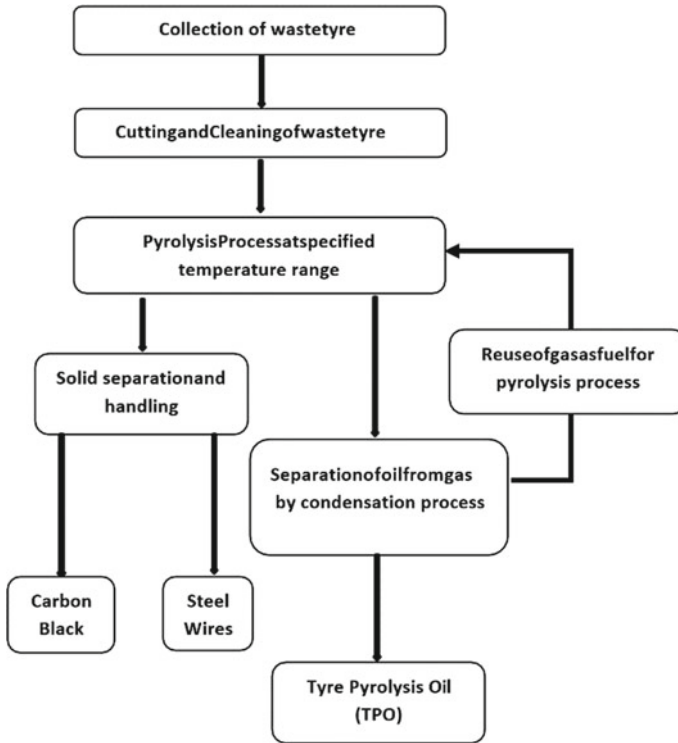 Collection of wastetyre
CuttingandCleaningofwastetyre
PyrolysisProcessatspecified
temperature range
Solid separationand
handling
Reuseofgasasfuelfor
pyrolysis process
Separationofoilfromgas
by condensation process
Carbon
Black
Steel
Wires
Tyre Pyrolysis Oil
(TPO)